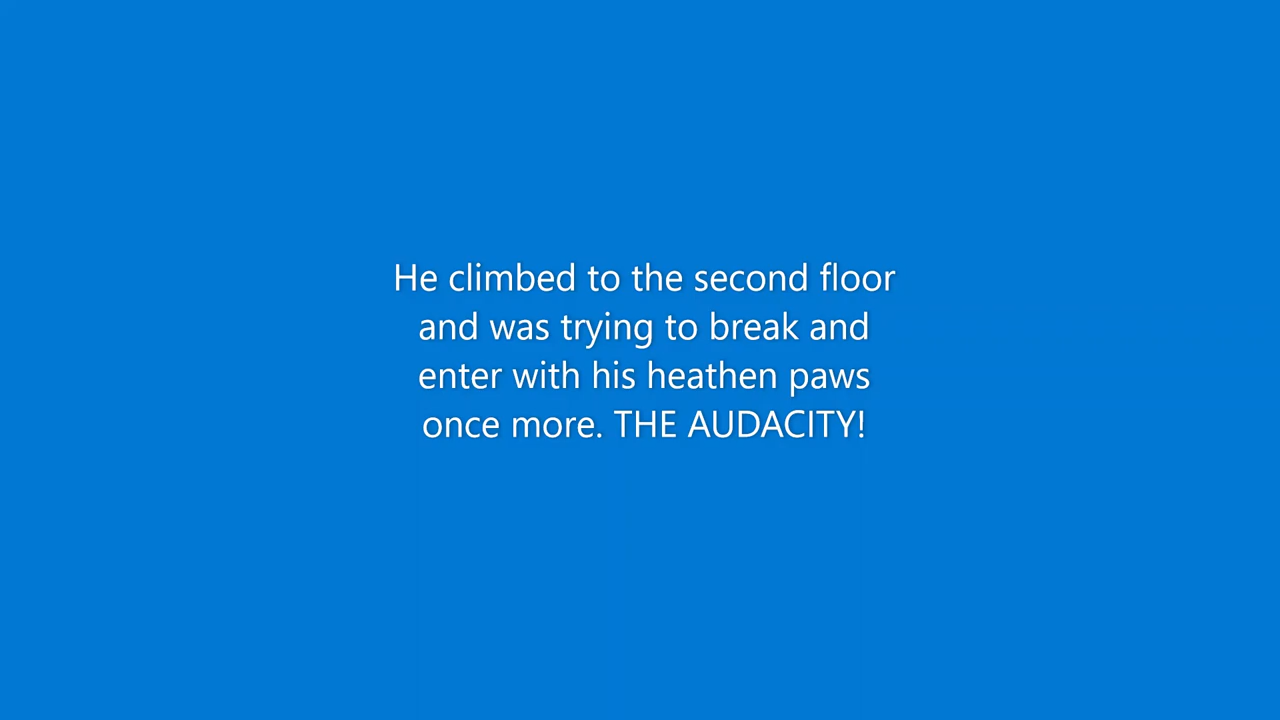 He climbed to the second floor
and was trying to break and
enter with his heathen paws
once more. THE AUDACITY!